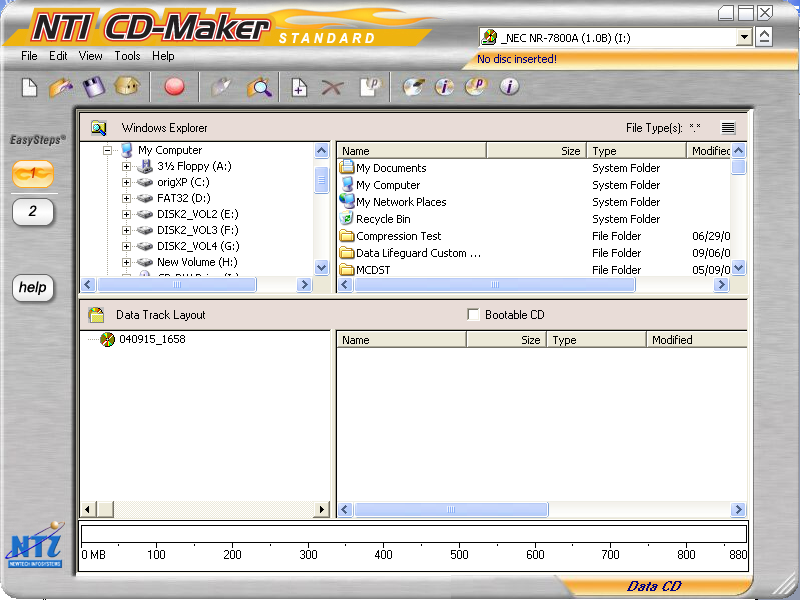 NTI CD-Maker
STANDARD
_NEC NR-7800A (1.0B) (I:)
File Edit View Tools Help
No disc inserted!
EasySteps®
1
2
help
Windows Explorer
File Type(s): *.*
My Computer
3½ Floppy (A:)
origXP (C:)
FAT32 (D:)
DISK2_VOL2 (E:)
DISK2_VOL3 (F:)
DISK2_VOL4 (G:)
New Volume (H:)
Name Size Type Modified
My Documents System Folder
My Computer System Folder
My Network Places System Folder
Recycle Bin System Folder
Compression Test File Folder 06/29/0
Data Lifeguard Custom ... File Folder 09/06/0
MCDST File Folder 05/09/0
Data Track Layout
Bootable CD
040915_1658
Name Size Type Modified
0 MB 100 200 300 400 500 600 700 800 880
NTI
NEWTECH INFOSYSTEMS
Data CD